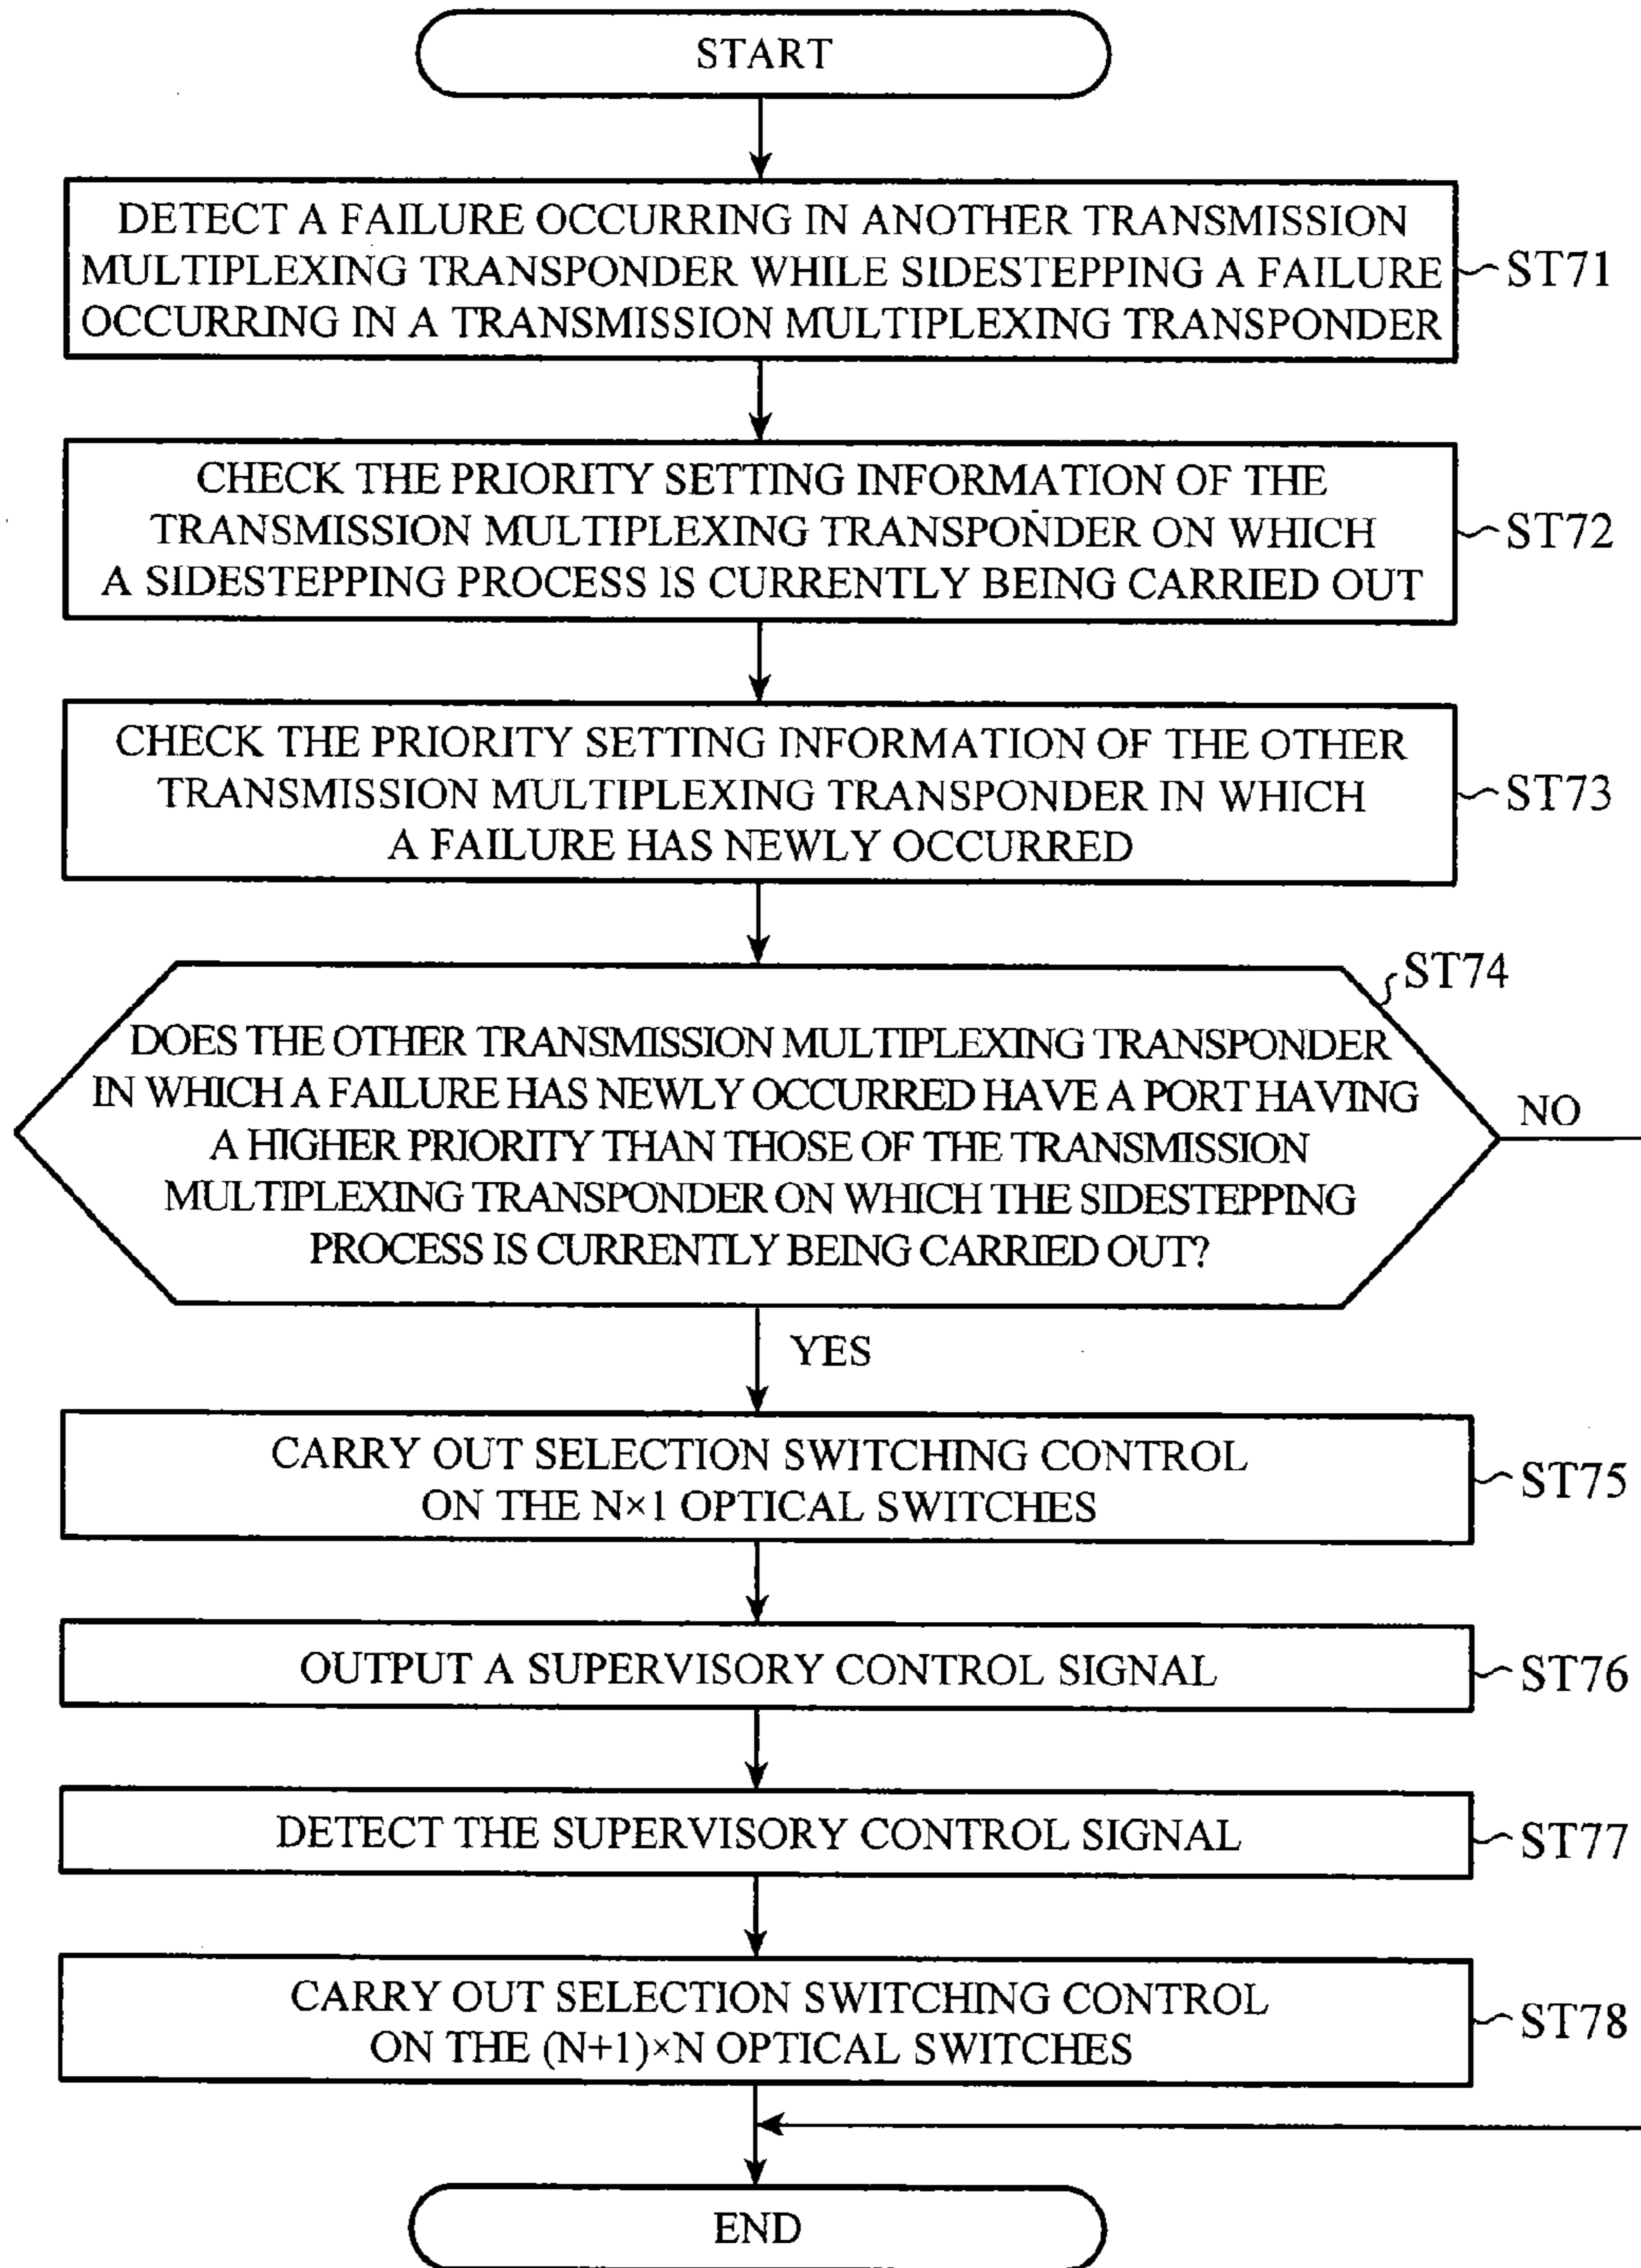 START
DETECT A FAILURE OCCURRING IN ANOTHER TRANSMISSION
MULTIPLEXING TRANSPONDER WHILE SIDESTEPPING A FAILURE
OCCURRING IN A TRANSMISSION MULTIPLEXING TRANSPONDER
ST71
CHECK THE PRIORITY SETTING INFORMATION OF THE
TRANSMISSION MULTIPLEXING TRANSPONDER ON WHICH
A SIDESTEPPING PROCESS IS CURRENTLY BEING CARRIED OUT
ST72
CHECK THE PRIORITY SETTING INFORMATION OF THE OTHER
TRANSMISSION MULTIPLEXING TRANSPONDER IN WHICH
A FAILURE HAS NEWLY OCCURRED
ST73
ST74
DOES THE OTHER TRANSMISSION MULTIPLEXING TRANSPONDER
IN WHICH A FAILURE HAS NEWLY OCCURRED HAVE A PORT HAVING
A HIGHER PRIORITY THAN THOSE OF THE TRANSMISSION
MULTIPLEXING TRANSPONDER ON WHICH THE SIDESTEPPING
PROCESS IS CURRENTLY BEING CARRIED OUT?
NO
YES
CARRY OUT SELECTION SWITCHING CONTROL
ON THE N×1 OPTICAL SWITCHES
ST75
OUTPUT A SUPERVISORY CONTROL SIGNAL
ST76
DETECT THE SUPERVISORY CONTROL SIGNAL
ST77
CARRY OUT SELECTION SWITCHING CONTROL
ON THE (N+1)×N OPTICAL SWITCHES
ST78
END